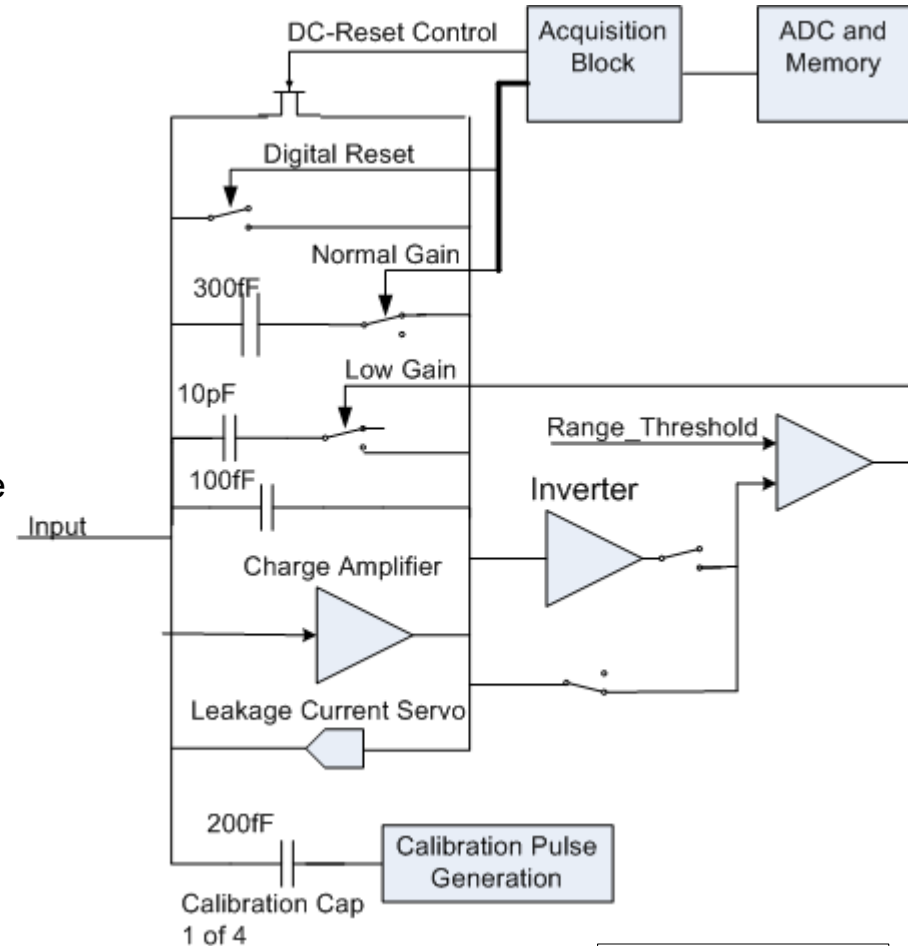 DC-Reset Control
Acquisition
Block
ADC and
Memory
Digital Reset
Normal Gain
300fF
Low Gain
10pF
Range_Threshold
100fF
e
Inverter
Input
Charge Amplifier
Leakage Current Servo
200fF
Calibration Pulse
Generation
Calibration Cap
1 of 4